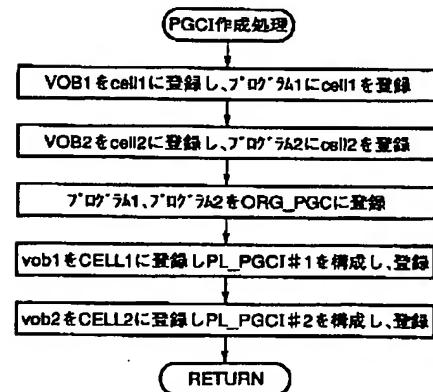 PGCI作成処理
VOB1をcell1に登録し、プログラム1にcell1を登録
VOB2をcell2に登録し、プログラム2にcell2を登録
プログラム1、プログラム2をORG_PGCに登録
vob1をCELL1に登録しPL_PGCI#1を構成し、登録
vob2をCELL2に登録しPL_PGCI#2を構成し、登録
RETURN